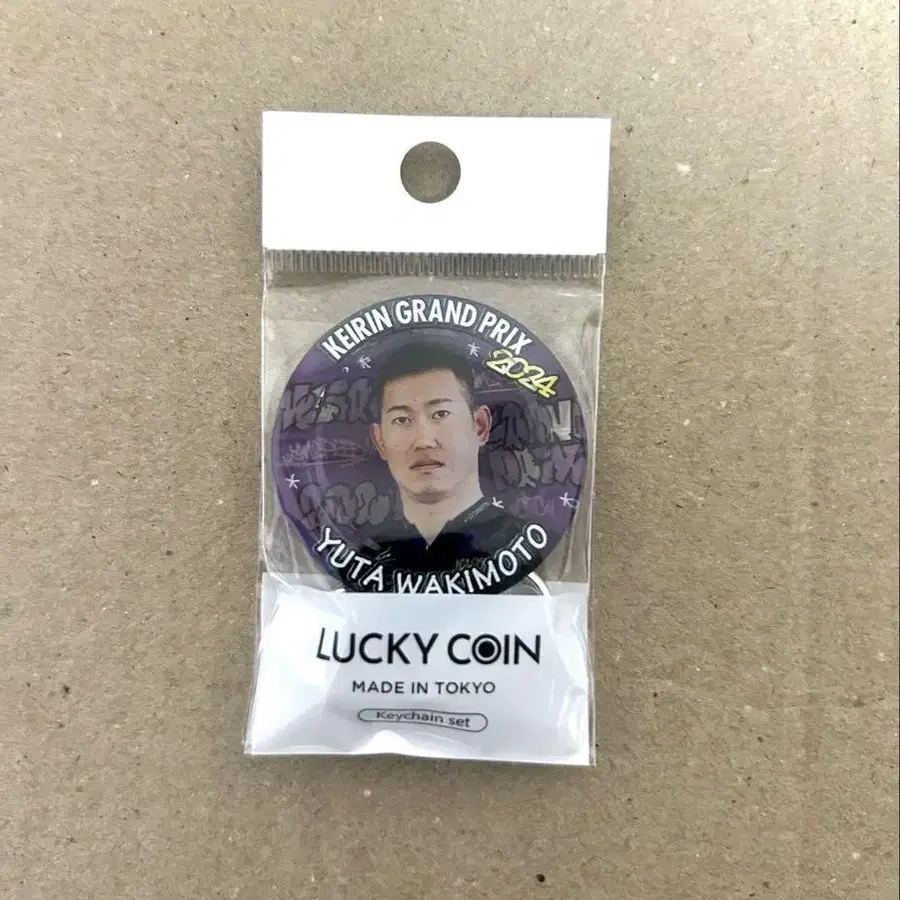 KEIRIN GRAND PRIX
2024
YUTA WAKIMOTO
LUCKY COIN
MADE IN TOKYO
Keychain set